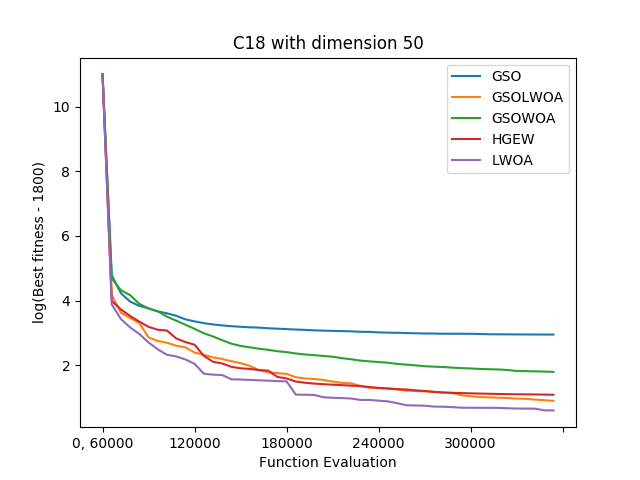 C18 with dimension 50
log(Best fitness - 1800)
10
8
6
4
2
GSO
GSOLWOA
GSOWOA
HGEW
LWOA
0, 60000
120000
180000
240000
300000
Function Evaluation